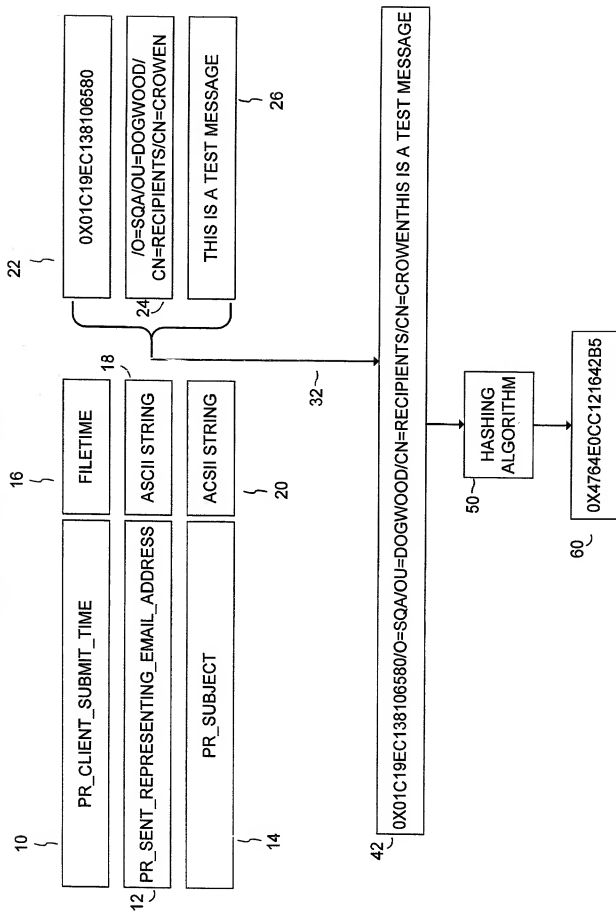 10
PR_CLIENT_SUBMIT_TIME
16
FILETIME
22
0X01C19EC138106580
12
PR_SENT_REPRESENTING_EMAIL_ADDRESS
18
ASCII STRING
24
/O=SQA/OU=DOGWOOD/
CN=RECIPIENTS/CN=CROWEN
14
PR_SUBJECT
20
ACSII STRING
26
THIS IS A TEST MESSAGE
32
42
0X01C19EC138106580/O=SQA/OU=DOGWOOD/CN=RECIPIENTS/CN=CROWENTHIS IS A TEST MESSAGE
50
HASHING
ALGORITHM
60
0X4764E0CC121642B5